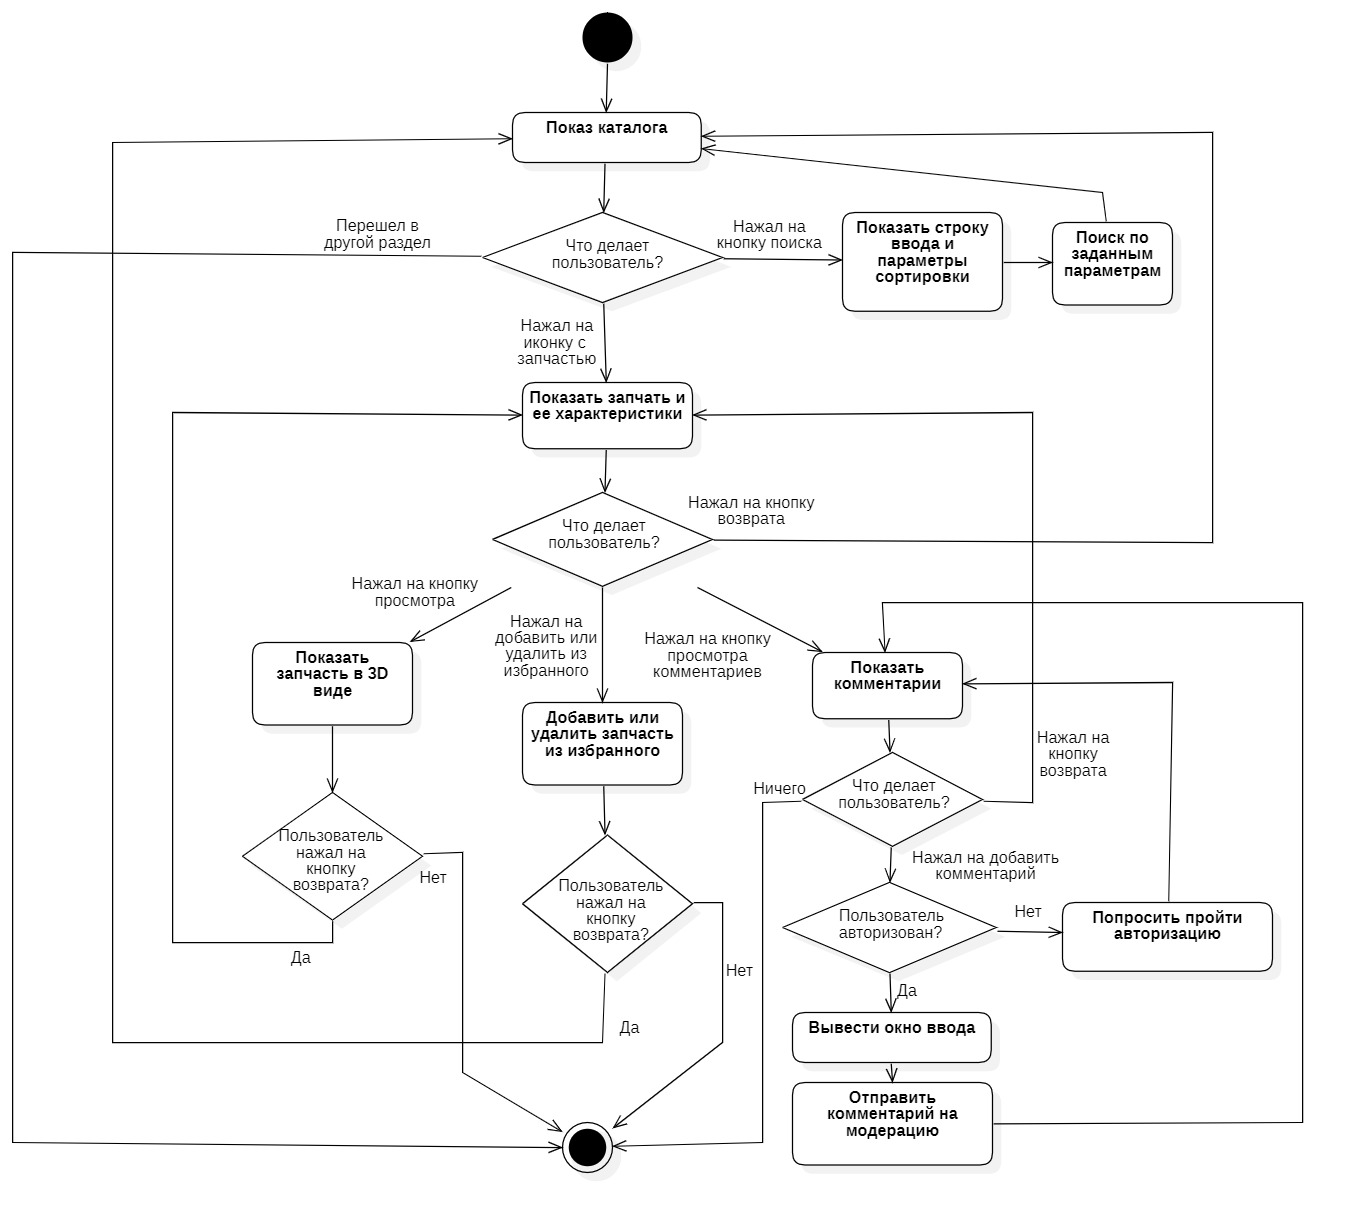 Показ каталога
Перешел в
другой раздел
Что делает
пользователь?
Нажал на
кнопку поиска
Показать строку
ввода и
параметры
сортировки
Поиск по
заданным
параметрам
Нажал на
иконку с
запчастью
Показать запчать и
ее характеристики
Что делает
пользователь?
Нажал на кнопку
возврата
Нажал на кнопку
просмотра
Нажал на
добавить или
удалить из
избранного
Нажал на кнопку
просмотра
комментариев
Показать
запчасть в 3D
виде
Добавить или
удалить запчасть
из избранного
Показать
комментарии
Нажал на
кнопку
возврата
Ничего
Что делает
пользователь?
Пользователь
нажал на
кнопку
возврата?
Нет
Да
Пользователь
нажал на
кнопку
возврата?
Нет
Да
Нажал на добавить
комментарий
Пользователь
авторизован?
Нет
Попросить пройти
авторизацию
Да
Вывести окно ввода
Отправить
комментарий на
модерацию